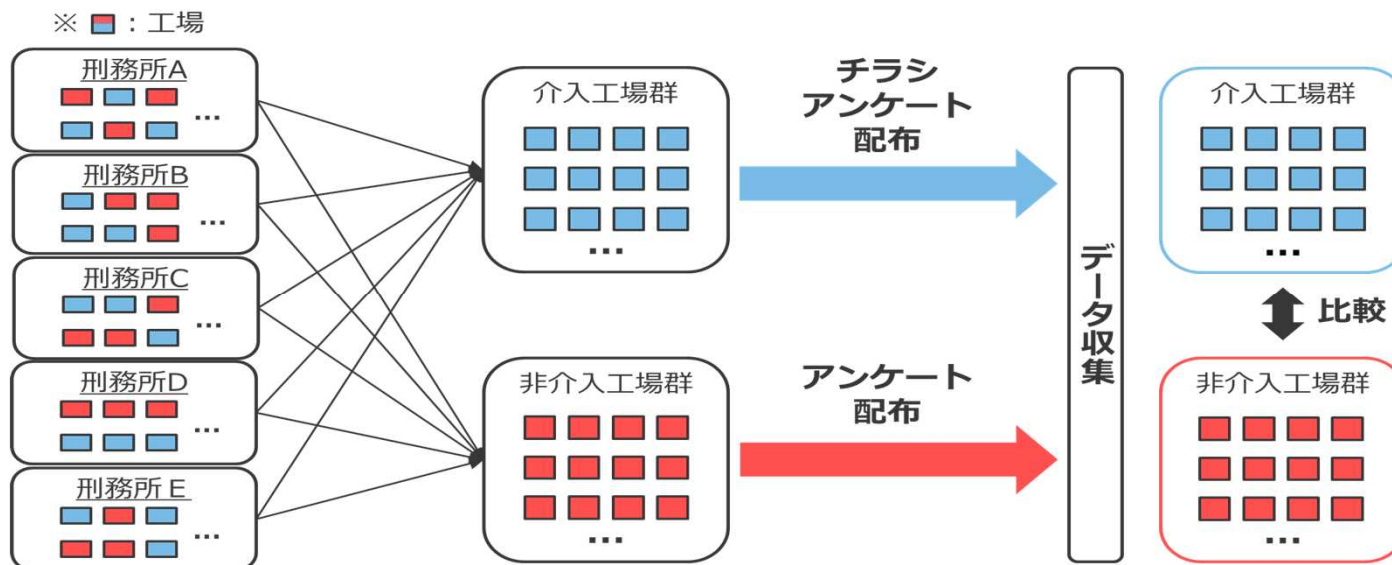 ※ : 工場
刑務所A
...
刑務所B
...
刑務所C
...
刑務所D
...
刑務所E
...
介入工場群
...
非介入工場群
...
チラシ
アンケート
配布
アンケート
配布
データ収集
介入工場群
...
比較
非介入工場群
...